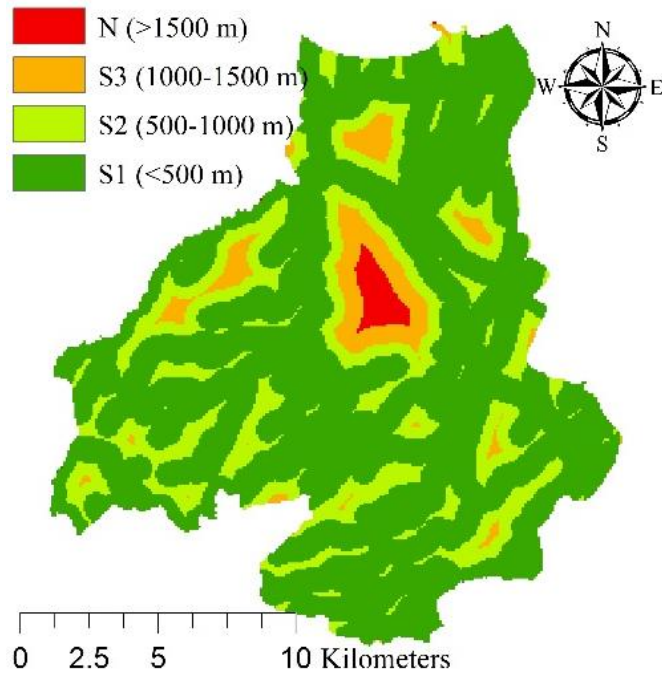 N (>1500 m)
S3 (1000-1500 m)
S2 (500-1000 m)
S1 (<500 m)
N
W E
S
0 2.5 5 10 Kilometers